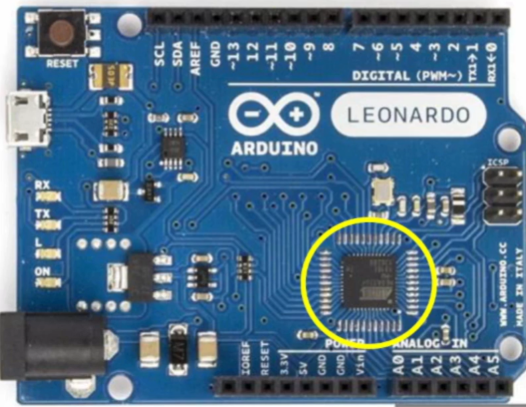 RESET
SCL
SDA
AREF
GND
~13
12
~11
~10
~9
8
7
~6
~5
4
~3
2
TX→1
RX←0
DIGITAL (PWM~)
ARDUINO
LEONARDO
ICSP
RX
TX
L
ON
WWW.ARDUINO.CC
MADE IN ITALY
POWER
ANALOG IN
IOREF
RESET
3.3V
5V
GND
GND
Vin
A0
A1
A2
A3
A4
A5